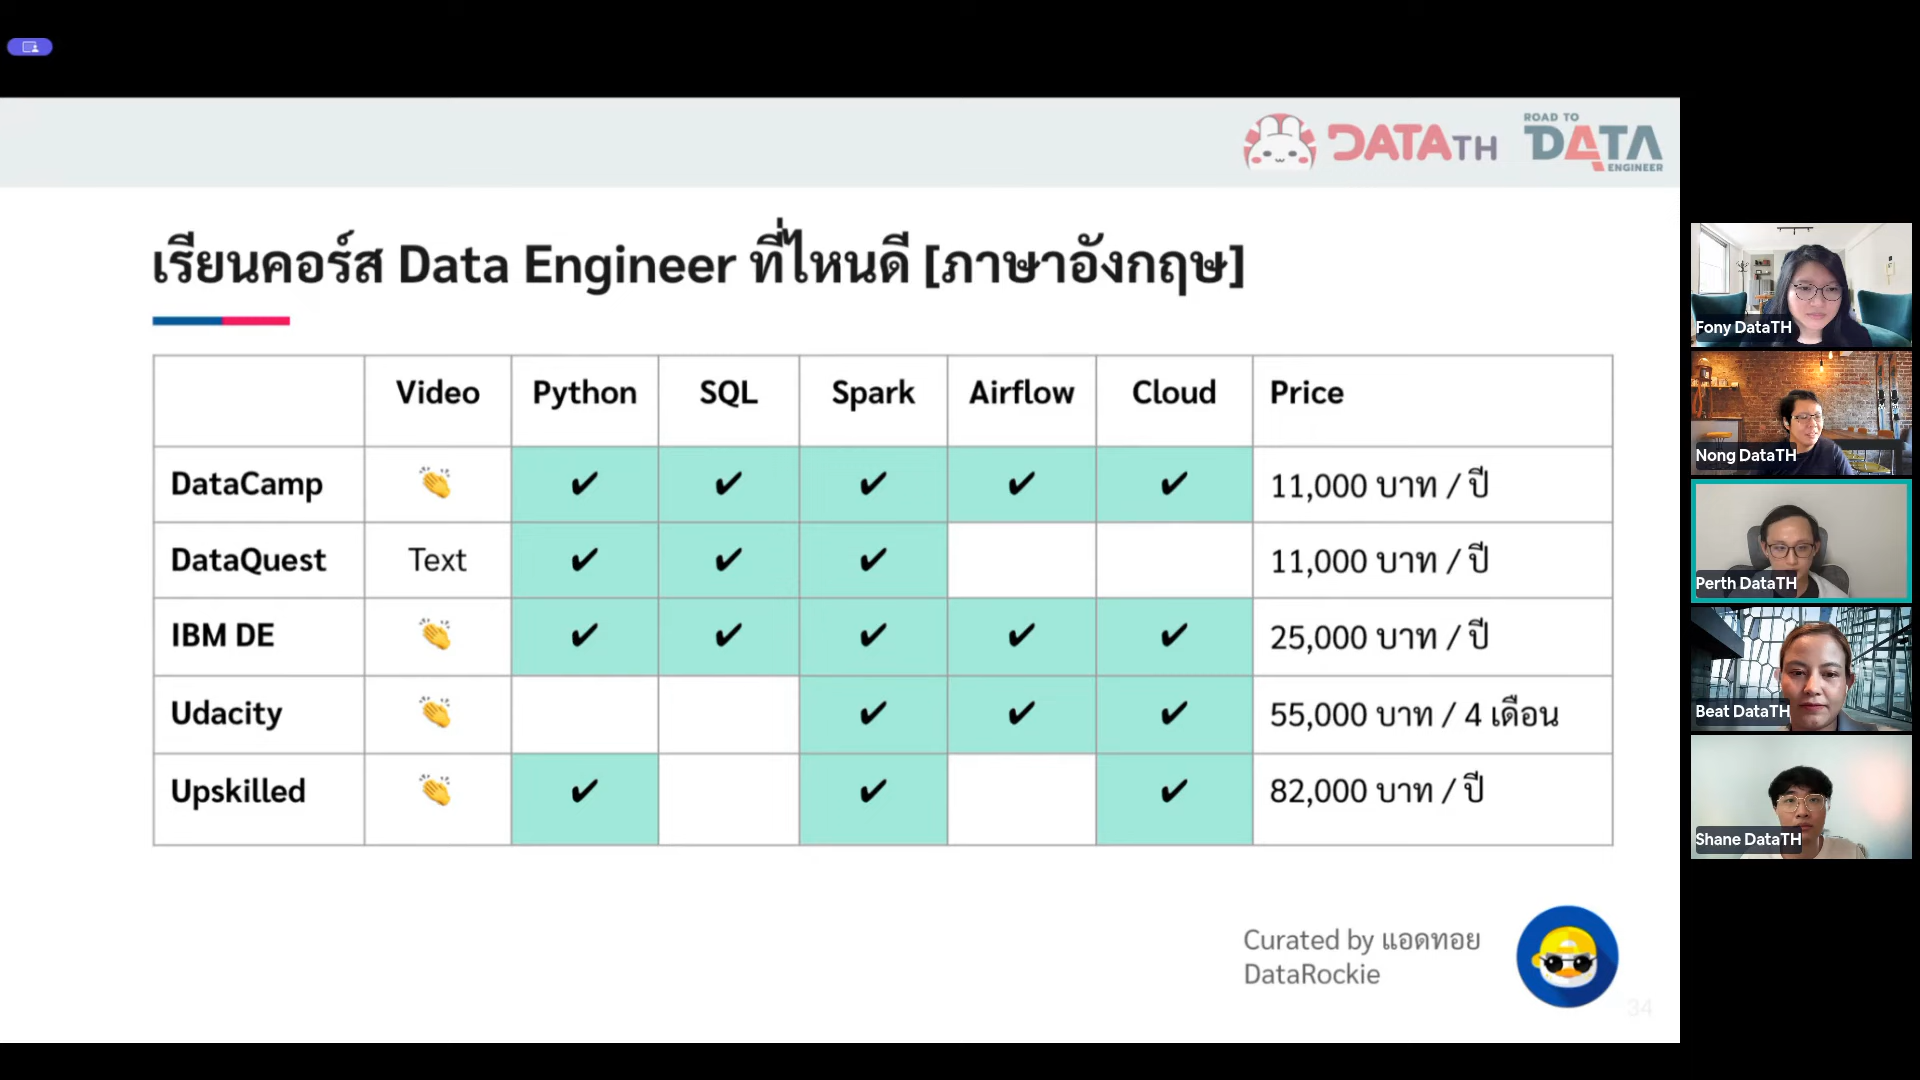 DATATH
ROAD TO
DATA
ENGINEER
เรียนคอร์ส Data Engineer ที่ไหนดี [ภาษาอังกฤษ]
Video Python SQL Spark Airflow Cloud Price
DataCamp 👏 ✔ ✔ ✔ ✔ ✔ 11,000 บาท / ปี
DataQuest Text ✔ ✔ ✔ 11,000 บาท / ปี
IBM DE 👏 ✔ ✔ ✔ ✔ ✔ 25,000 บาท / ปี
Udacity 👏 ✔ ✔ ✔ 55,000 บาท / 4 เดือน
Upskilled 👏 ✔ ✔ ✔ 82,000 บาท / ปี
Curated by แอดทอย
DataRockie
34
Fony DataTH
Nong DataTH
Perth DataTH
Beat DataTH
Shane DataTH